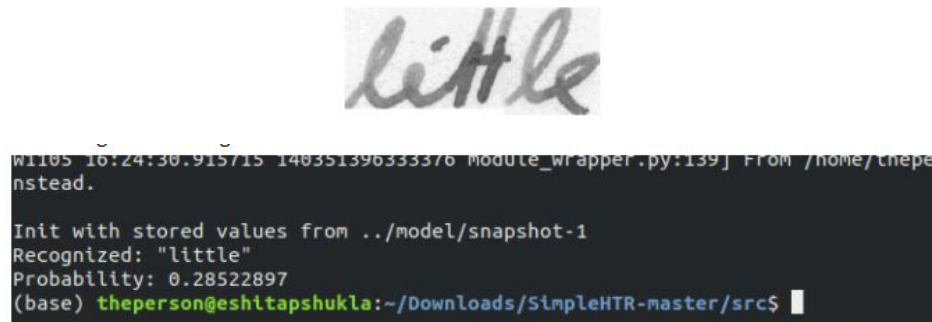 little
W1105 16:24:30.915715 140351396333376 module_wrapper.py:139] From /home/thepe
nstead.
Init with stored values from ../model/snapshot-1
Recognized: "little"
Probability: 0.28522897
(base) theperson@eshitapshukla:~/Downloads/SimpleHTR-master/src$